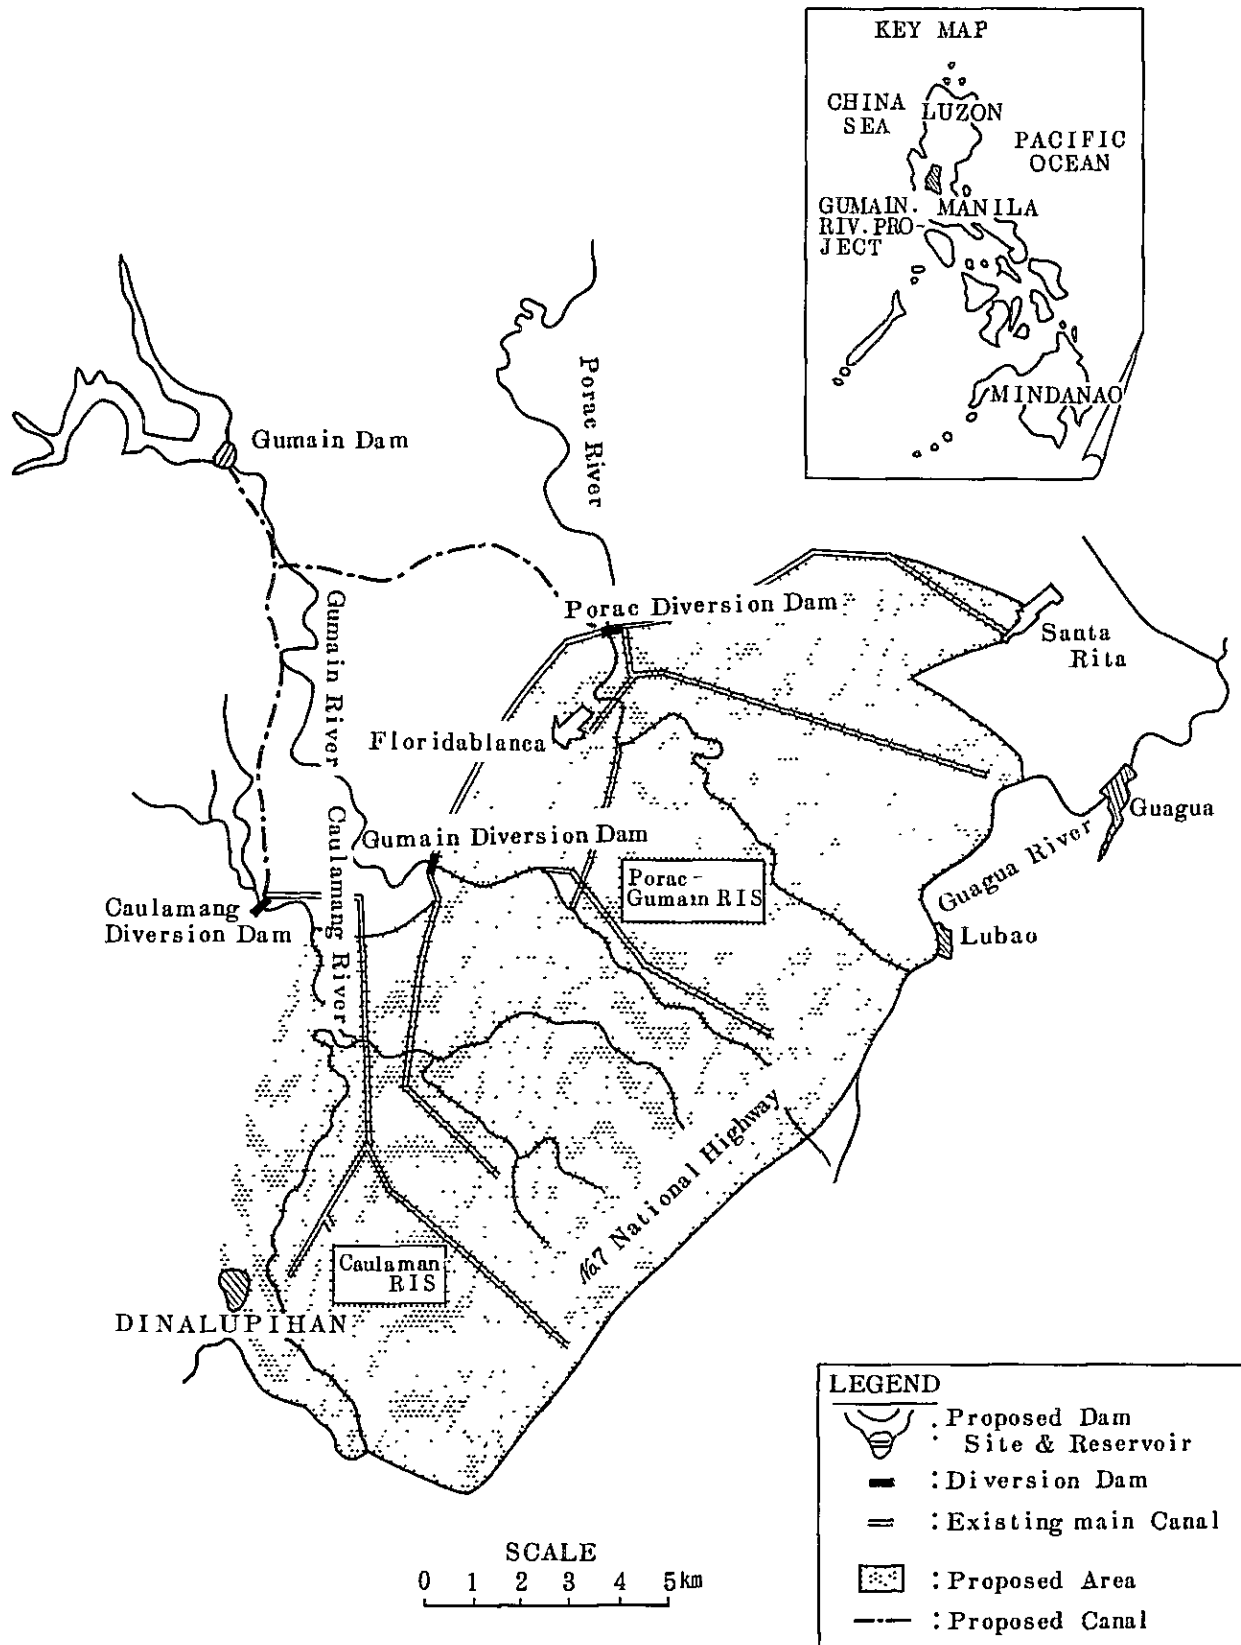 KEY MAP
CHINA
SEA
LUZON
PACIFIC
OCEAN
GUMAIN.
RIV. PRO-
JECT
MANILA
MINDANAO
Gumain Dam
Porac River
Gumain River
Porac Diversion Dam
Santa
Rita
Floridablanca
Caulamang River
Gumain Diversion Dam
Guagua
Guagua River
Porac-
Gumain RIS
Caulamang
Diversion Dam
Lubao
No.7 National Highway
Caulaman
RIS
DINALUPIHAN
LEGEND
: Proposed Dam
Site & Reservoir
: Diversion Dam
: Existing main Canal
: Proposed Area
: Proposed Canal
SCALE
0 1 2 3 4 5km